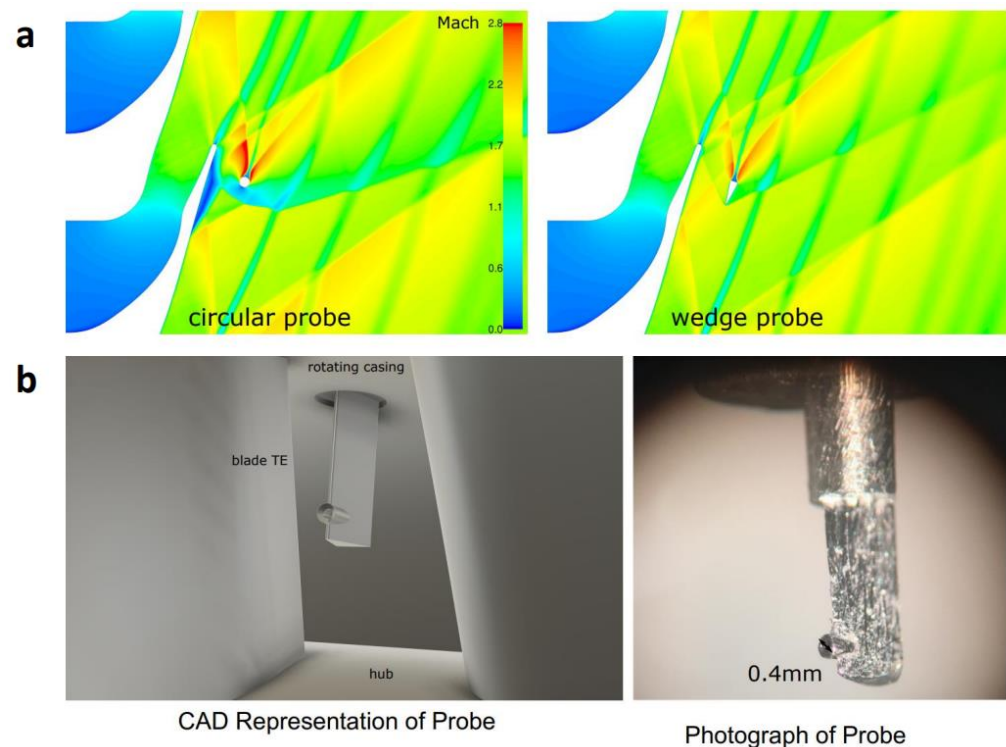 a
Mach
2.8
2.2
1.7
1.1
0.6
0.0
circular probe
wedge probe
b
rotating casing
blade TE
hub
0.4mm
CAD Representation of Probe
Photograph of Probe